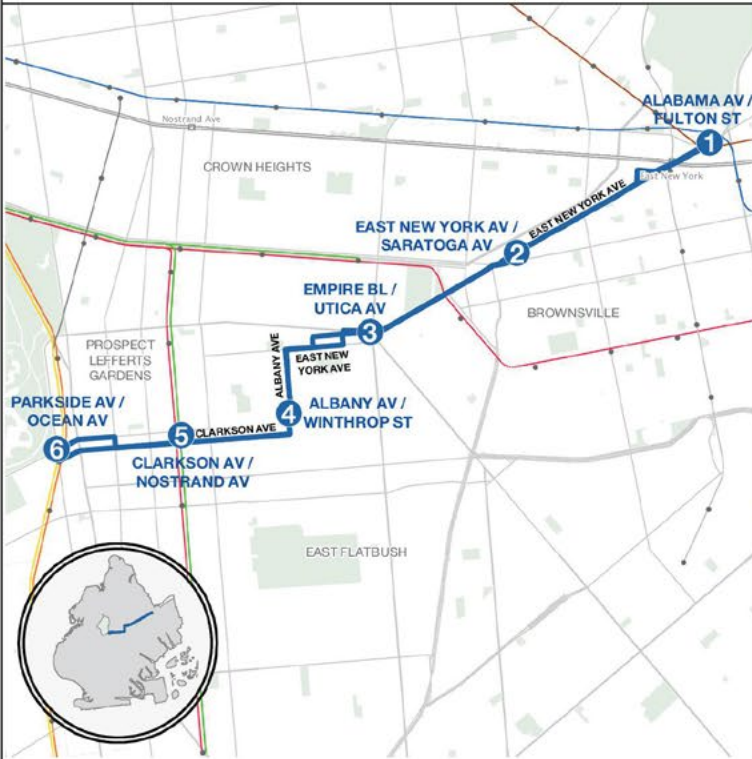 ALABAMA AV /
FULTON ST
1
Nostrand Ave
East New York
CROWN HEIGHTS
EAST NEW YORK AVE
EAST NEW YORK AV /
SARATOGA AV
2
EMPIRE BL /
UTICA AV
3
BROWNSVILLE
PROSPECT
LEFFERTS
GARDENS
ALBANY AVE
EAST NEW
YORK AVE
PARKSIDE AV /
OCEAN AV
6
5
CLARKSON AVE
4
ALBANY AV /
WINTHROP ST
CLARKSON AV /
NOSTRAND AV
EAST FLATBUSH